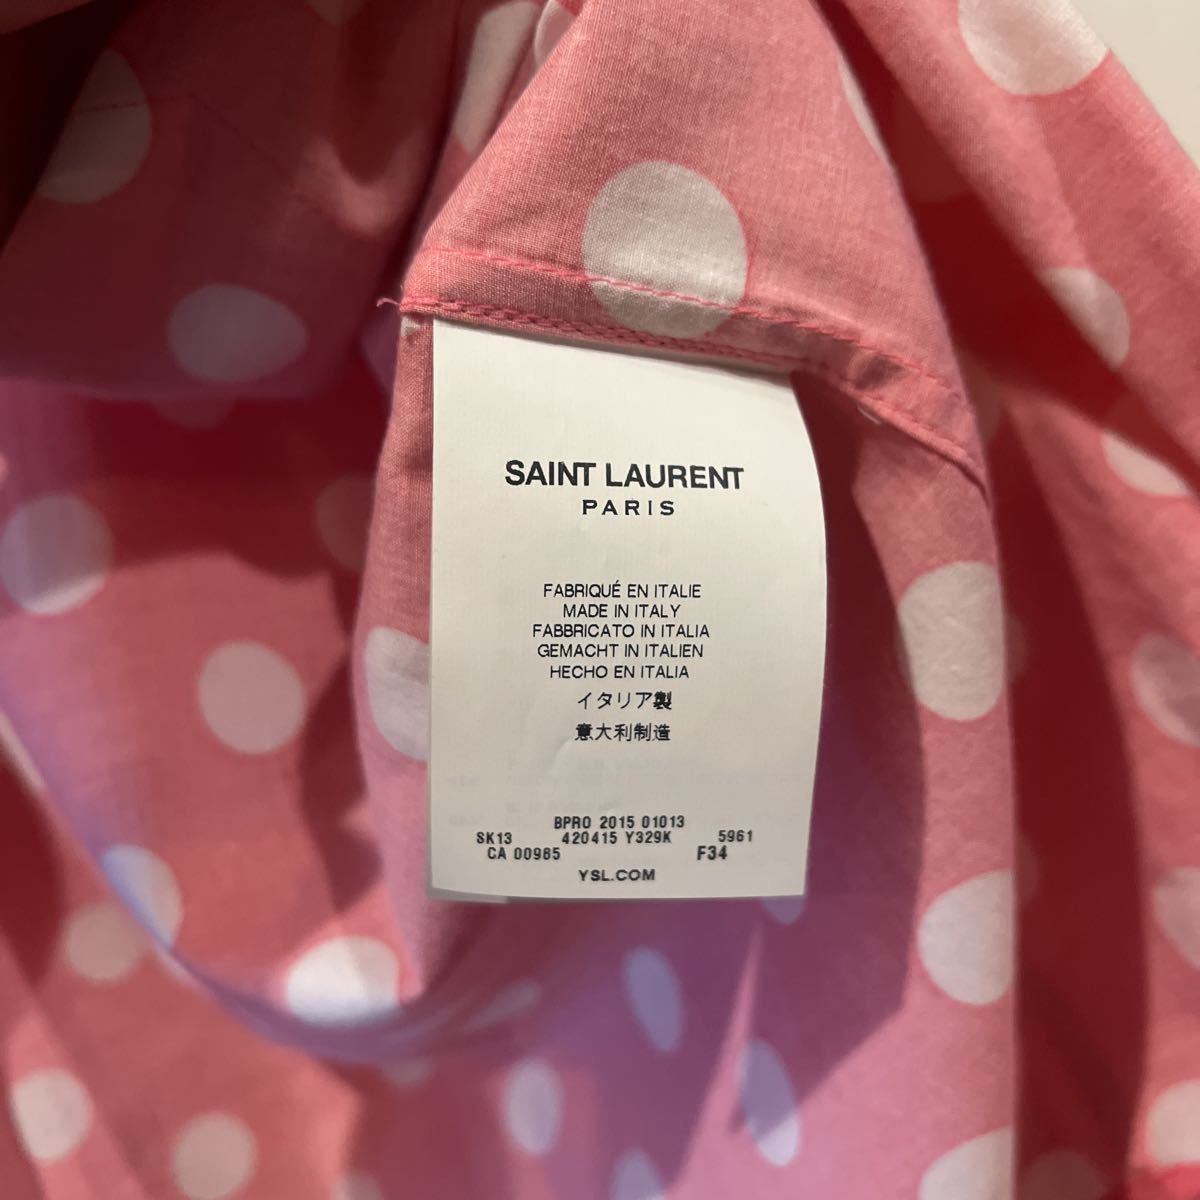 SAINT LAURENT
PARIS
FABRIQUÉ EN ITALIE
MADE IN ITALY
FABBRICATO IN ITALIA
GEMACHT IN ITALIEN
HECHO EN ITALIA
イタリア製
意大利制造
BPRO 2015 01013
SK13 420415 Y329K 5961
CA 00985 F34
YSL.COM